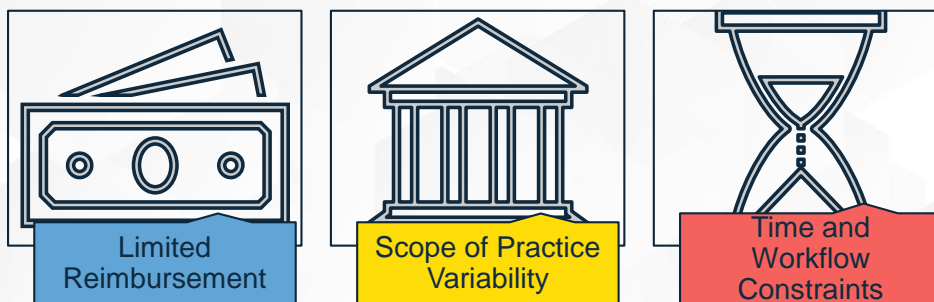 Limited
Reimbursement
Scope of Practice
Variability
Time and
Workflow
Constraints